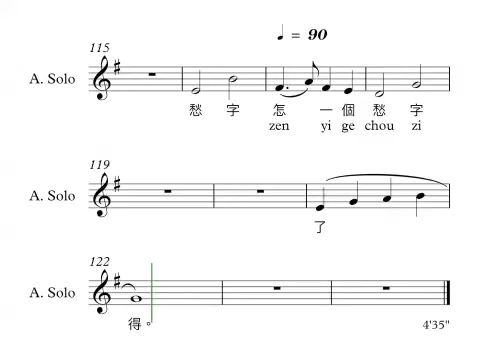 ♩ = 90
115
A. Solo
愁 字 怎 一 個 愁 字
zen yi ge chou zi
119
A. Solo
了
122
A. Solo
得。
4'35"